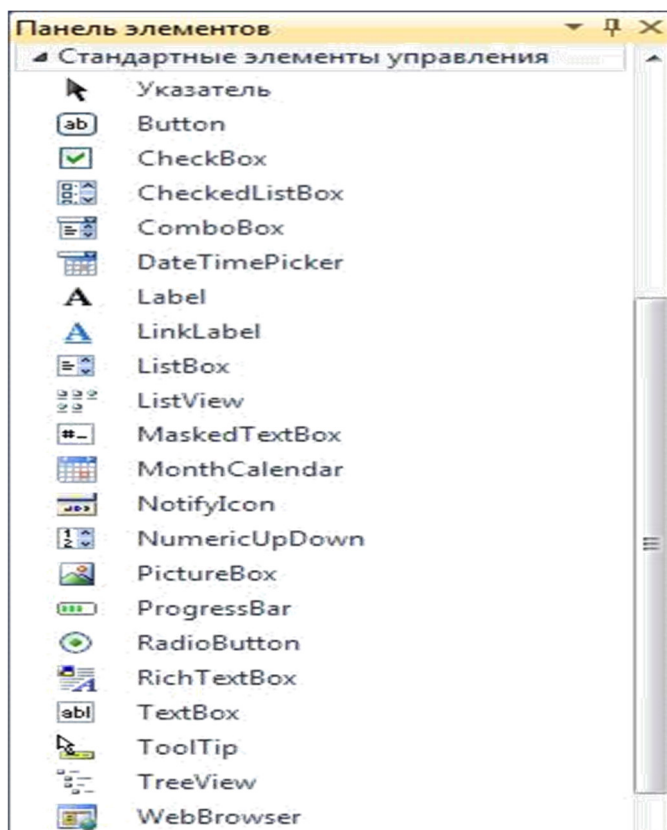 Панель элементов
Стандартные элементы управления
Указатель
Button
CheckBox
CheckedListBox
ComboBox
DateTimePicker
Label
LinkLabel
ListBox
ListView
MaskedTextBox
MonthCalendar
NotifyIcon
NumericUpDown
PictureBox
ProgressBar
RadioButton
RichTextBox
TextBox
ToolTip
TreeView
WebBrowser